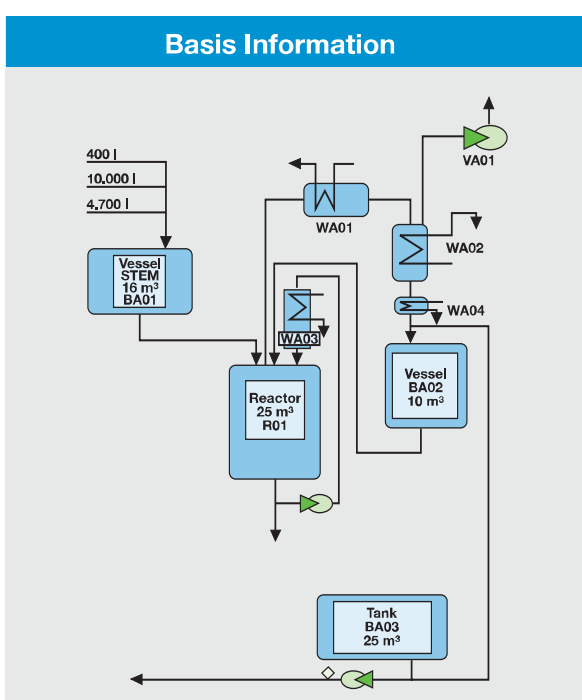 Basis Information
400 l
10.000 l
4.700 l
Vessel
STEM
16 m³
BA01
WA01
VA01
WA02
WA04
WA03
Reactor
25 m³
R01
Vessel
BA02
10 m³
Tank
BA03
25 m³